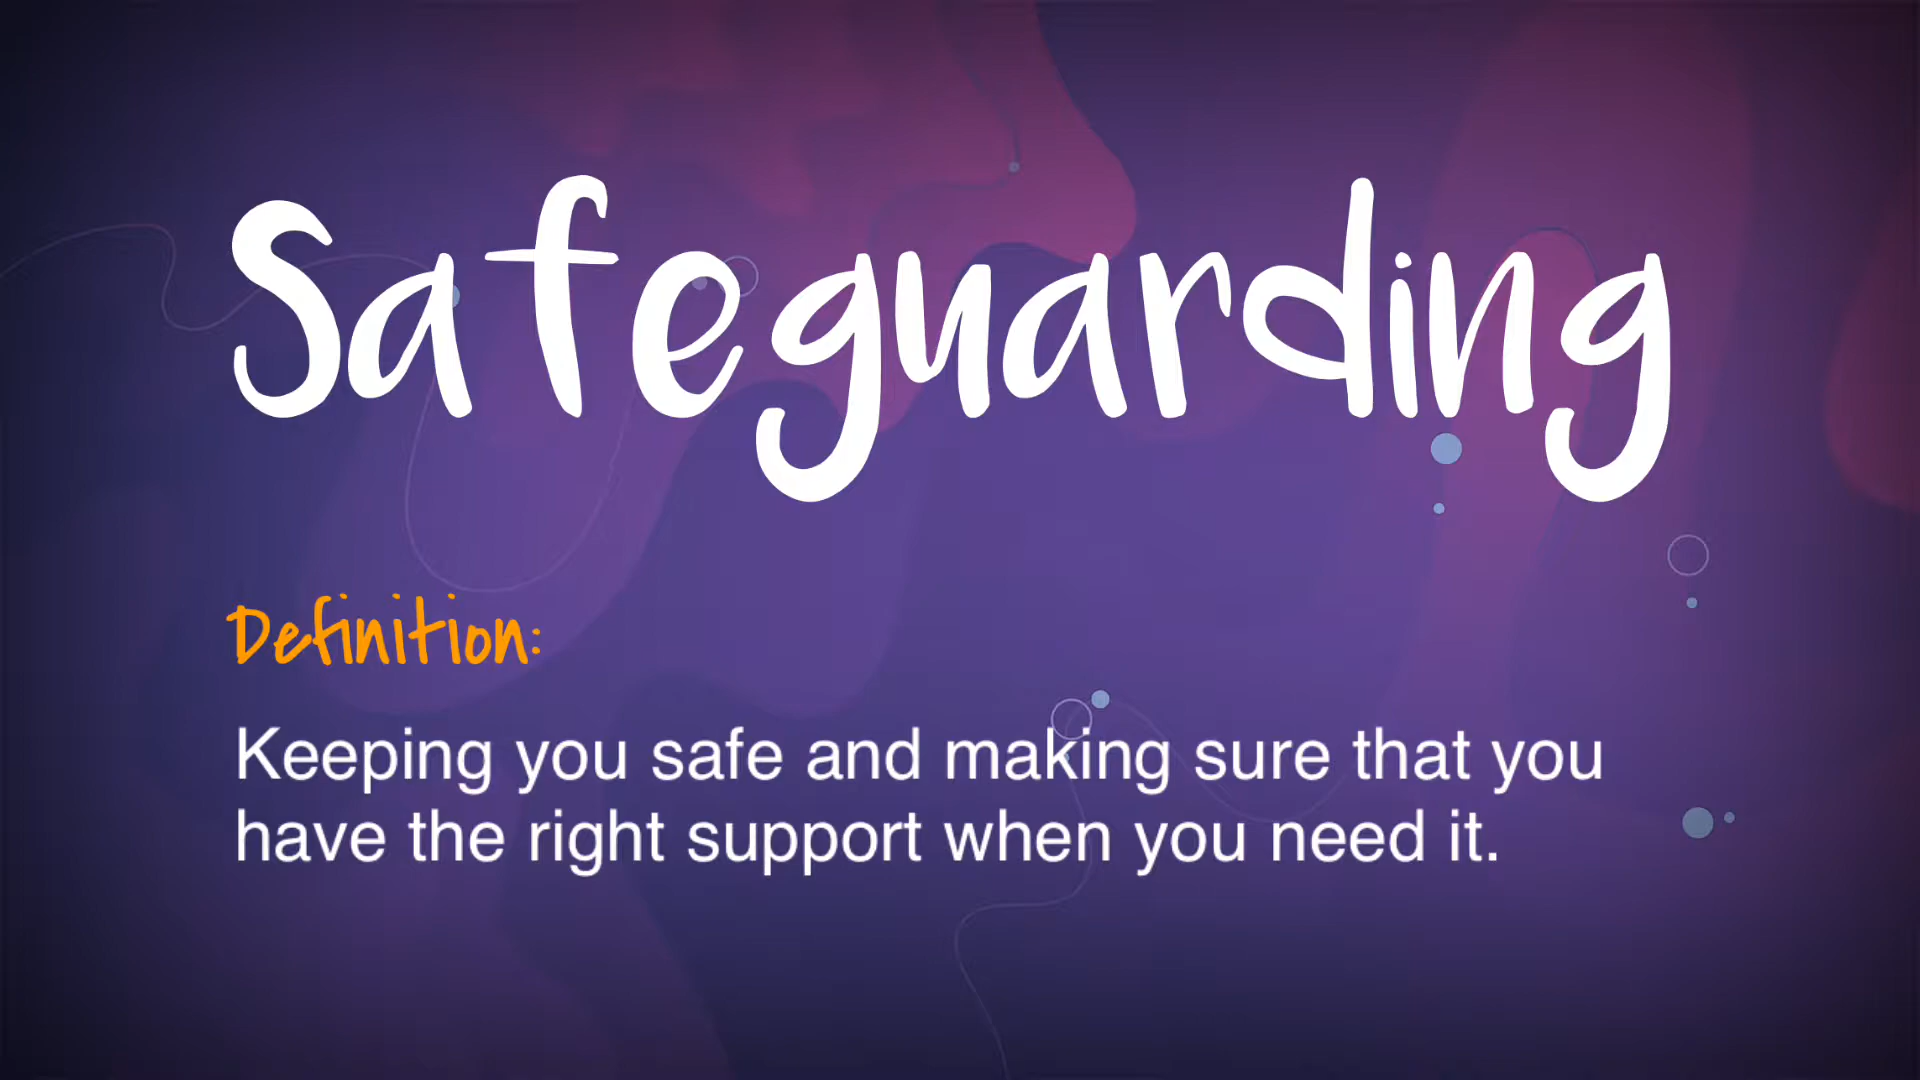 Safeguarding
Definition:
Keeping you safe and making sure that you
have the right support when you need it.